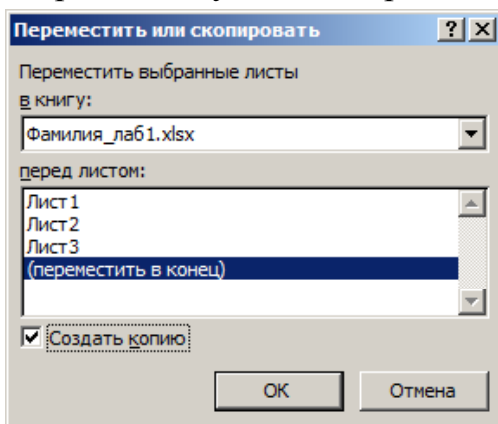 Переместить или скопировать
Переместить выбранные листы
в книгу:
Фамилия_лаб1.xlsx
перед листом:
Лист1
Лист2
Лист3
(переместить в конец)
Создать копию
ОК
Отмена